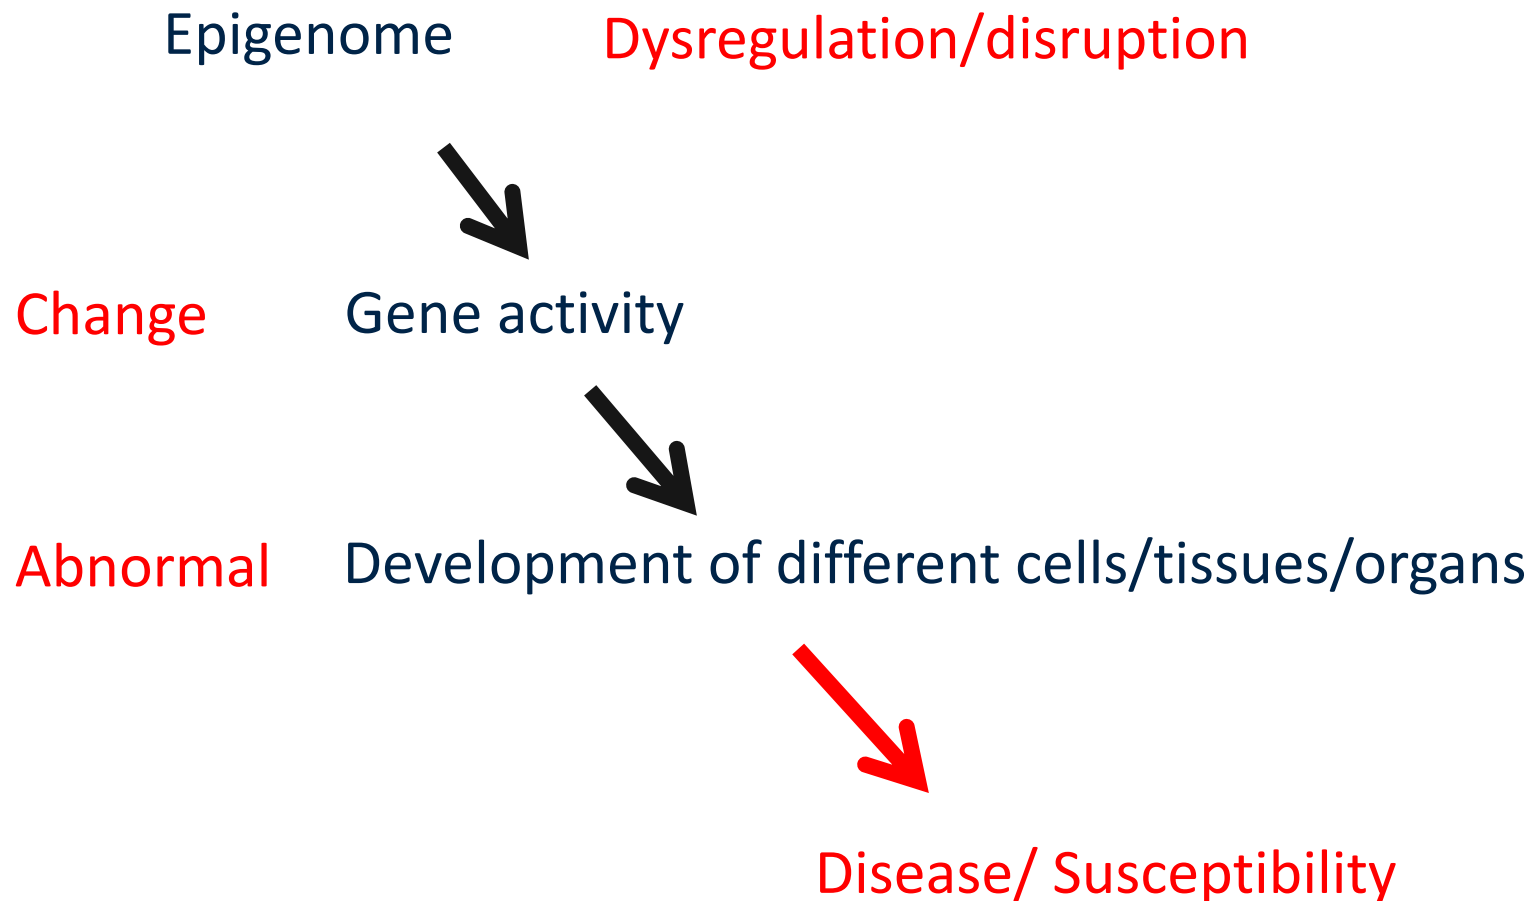 Epigenome Dysregulation/disruption
Change Gene activity
Abnormal Development of different cells/tissues/organs
Disease/ Susceptibility